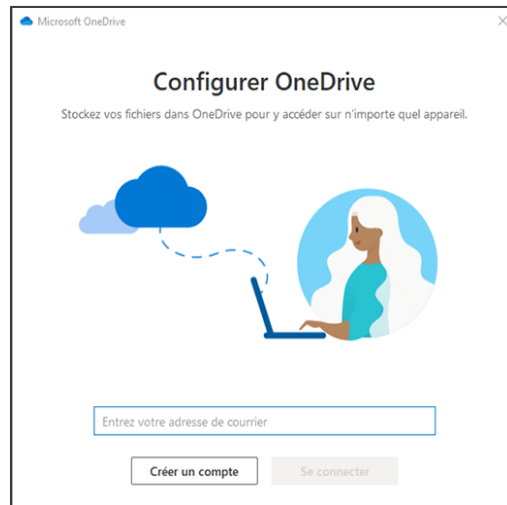 Microsoft OneDrive
Configurer OneDrive
Stockez vos fichiers dans OneDrive pour y accéder sur n'importe quel appareil.
Entrez votre adresse de courrier
Créer un compte
Se connecter